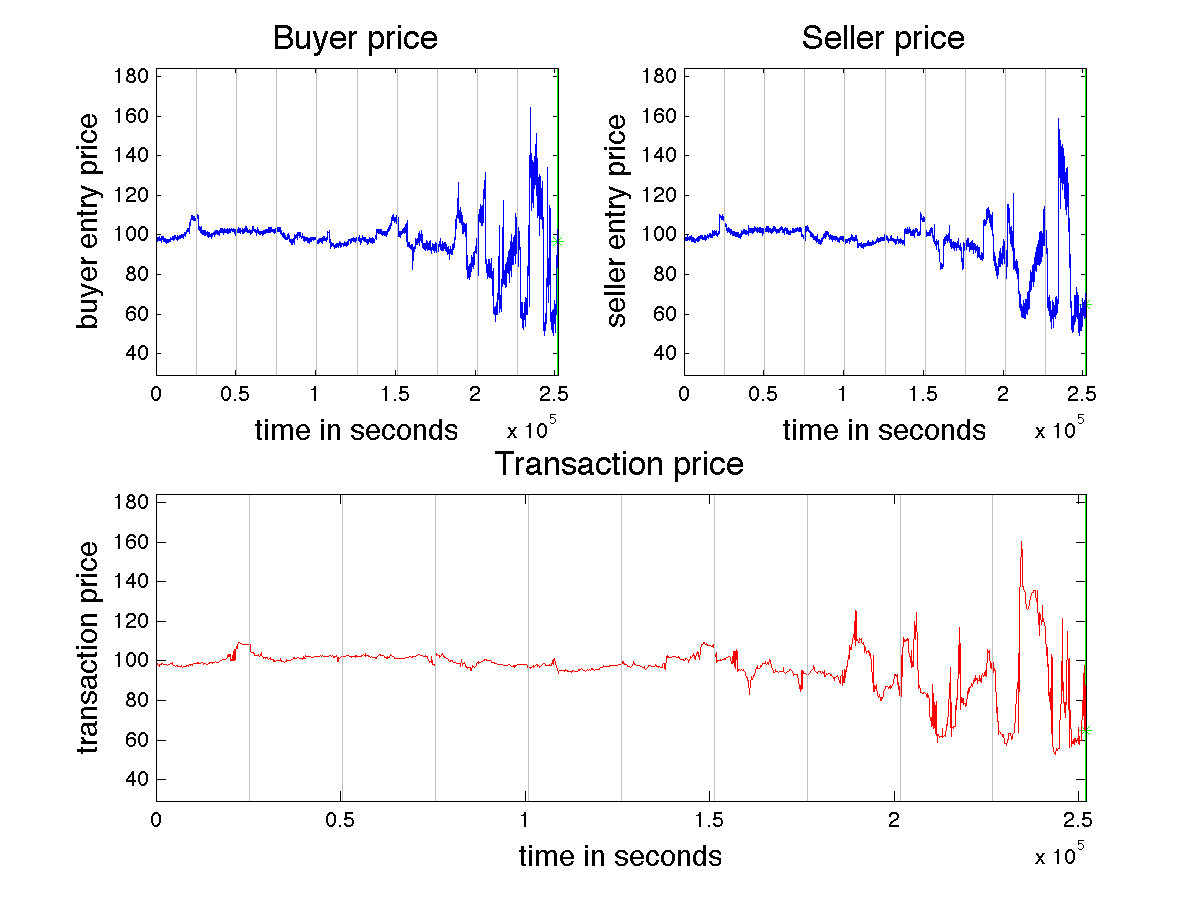 Buyer price
Seller price
buyer entry price
180
160
140
120
100
80
60
40
0 0.5 1 1.5 2 2.5
time in seconds
x 10^5
seller entry price
180
160
140
120
100
80
60
40
0 0.5 1 1.5 2 2.5
time in seconds
x 10^5
Transaction price
transaction price
180
160
140
120
100
80
60
40
0 0.5 1 1.5 2 2.5
time in seconds
x 10^5